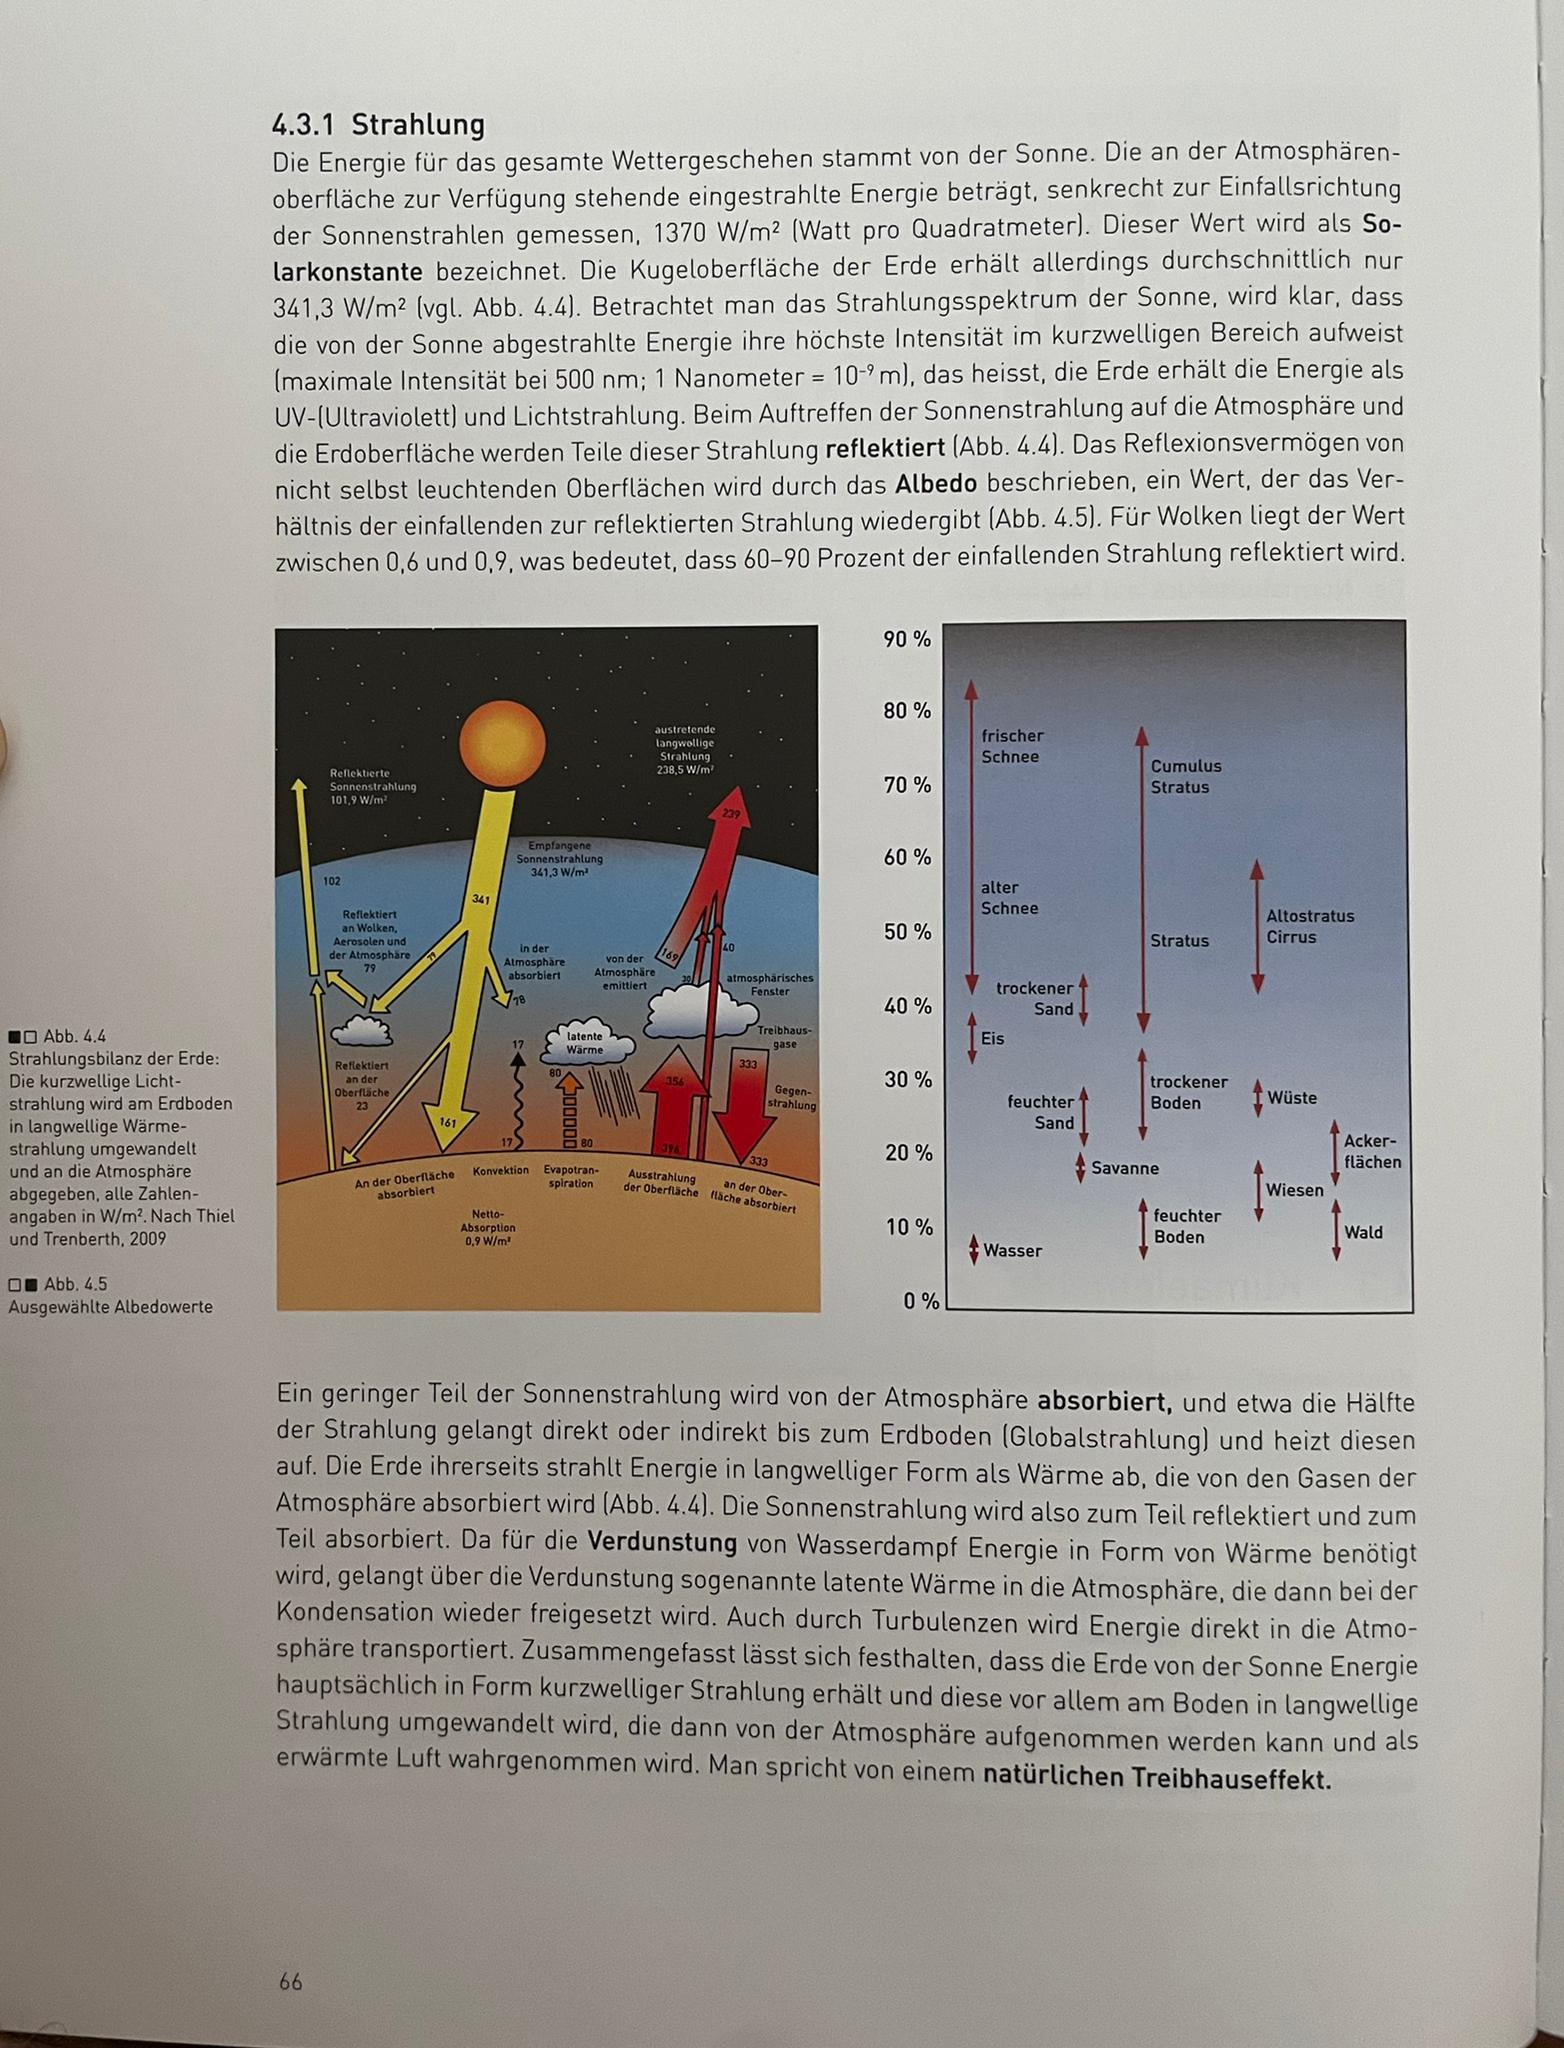 4.3.1 Strahlung
Die Energie für das gesamte Wettergeschehen stammt von der Sonne. Die an der Atmosphären-
oberfläche zur Verfügung stehende eingestrahlte Energie beträgt, senkrecht zur Einfallsrichtung
der Sonnenstrahlen gemessen, 1370 W/m² (Watt pro Quadratmeter). Dieser Wert wird als So-
larkonstante bezeichnet. Die Kugeloberfläche der Erde erhält allerdings durchschnittlich nur
341,3 W/m² (vgl. Abb. 4.4). Betrachtet man das Strahlungsspektrum der Sonne, wird klar, dass
die von der Sonne abgestrahlte Energie ihre höchste Intensität im kurzwelligen Bereich aufweist
(maximale Intensität bei 500 nm; 1 Nanometer = 10⁻⁹ m), das heisst, die Erde erhält die Energie als
UV-(Ultraviolett) und Lichtstrahlung. Beim Auftreffen der Sonnenstrahlung auf die Atmosphäre und
die Erdoberfläche werden Teile dieser Strahlung reflektiert (Abb. 4.4). Das Reflexionsvermögen von
nicht selbst leuchtenden Oberflächen wird durch das Albedo beschrieben, ein Wert, der das Ver-
hältnis der einfallenden zur reflektierten Strahlung wiedergibt (Abb. 4.5). Für Wolken liegt der Wert
zwischen 0,6 und 0,9, was bedeutet, dass 60–90 Prozent der einfallenden Strahlung reflektiert wird.
Abb. 4.4
Strahlungsbilanz der Erde:
Die kurzwellige Licht-
strahlung wird am Erdboden
in langwellige Wärme-
strahlung umgewandelt
und an die Atmosphäre
abgegeben, alle Zahlen-
angaben in W/m². Nach Thiel
und Trenberth, 2009
Abb. 4.5
Ausgewählte Albedowerte
Reflektierte
Sonnenstrahlung
101,9 W/m²
austretende
langwellige
Strahlung
238,5 W/m²
239
Empfangene
Sonnenstrahlung
341,3 W/m²
102
341
Reflektiert
an Wolken,
Aerosolen und
der Atmosphäre
79
79
in der
Atmosphäre
absorbiert
78
von der
Atmosphäre
emittiert
169
30
40
atmosphärisches
Fenster
Treibhaus-
gase
latente
Wärme
Reflektiert
an der
Oberfläche
23
161
17
17
80
80
356
396
333
Gegen-
strahlung
333
An der Oberfläche
absorbiert
Konvektion
Evapotran-
spiration
Ausstrahlung
der Oberfläche
an der Ober-
fläche absorbiert
Netto-
Absorption
0,9 W/m²
90 %
80 %
70 %
60 %
50 %
40 %
30 %
20 %
10 %
0 %
frischer
Schnee
Cumulus
Stratus
alter
Schnee
Stratus
Altostratus
Cirrus
trockener
Sand
Eis
feuchter
Sand
trockener
Boden
Wüste
Acker-
flächen
Savanne
Wiesen
feuchter
Boden
Wald
Wasser
Ein geringer Teil der Sonnenstrahlung wird von der Atmosphäre absorbiert, und etwa die Hälfte
der Strahlung gelangt direkt oder indirekt bis zum Erdboden (Globalstrahlung) und heizt diesen
auf. Die Erde ihrerseits strahlt Energie in langwelliger Form als Wärme ab, die von den Gasen der
Atmosphäre absorbiert wird (Abb. 4.4). Die Sonnenstrahlung wird also zum Teil reflektiert und zum
Teil absorbiert. Da für die Verdunstung von Wasserdampf Energie in Form von Wärme benötigt
wird, gelangt über die Verdunstung sogenannte latente Wärme in die Atmosphäre, die dann bei der
Kondensation wieder freigesetzt wird. Auch durch Turbulenzen wird Energie direkt in die Atmo-
sphäre transportiert. Zusammengefasst lässt sich festhalten, dass die Erde von der Sonne Energie
hauptsächlich in Form kurzwelliger Strahlung erhält und diese vor allem am Boden in langwellige
Strahlung umgewandelt wird, die dann von der Atmosphäre aufgenommen werden kann und als
erwärmte Luft wahrgenommen wird. Man spricht von einem natürlichen Treibhauseffekt.
66